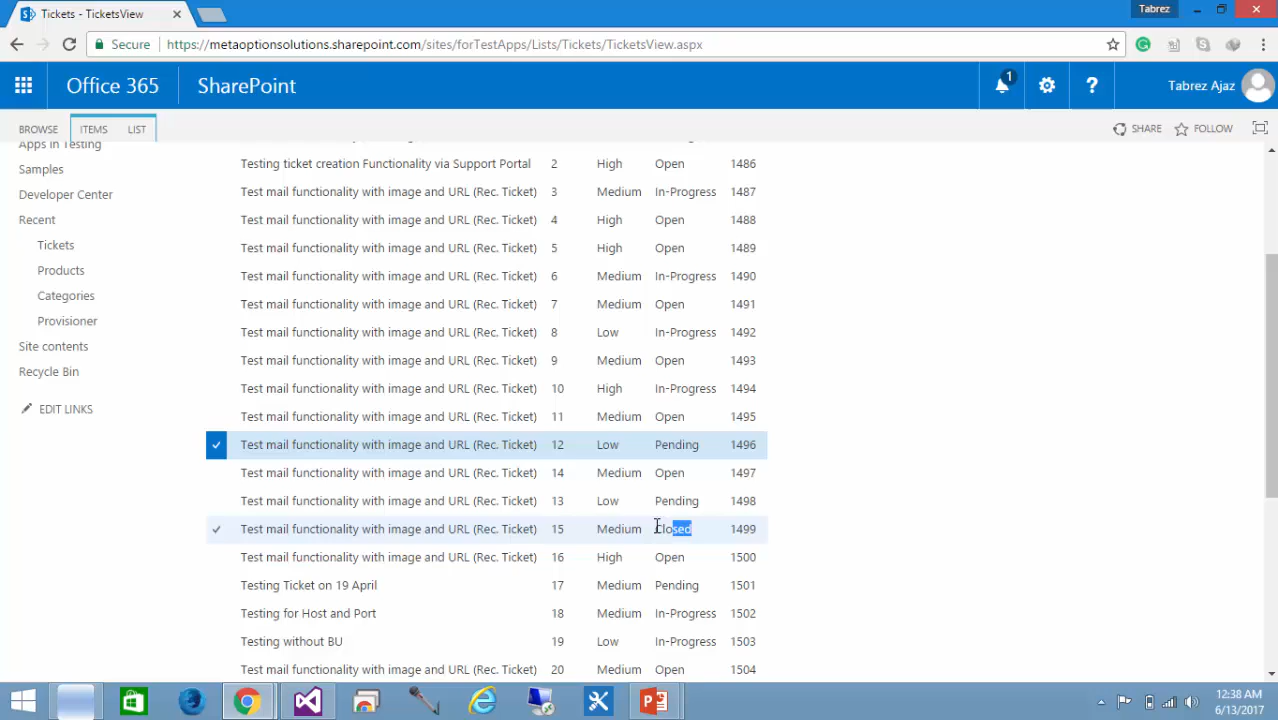 Tickets - TicketsView
Tabrez
Secure https://metaoptionsolutions.sharepoint.com/sites/forTestApps/Lists/Tickets/TicketsView.aspx
Office 365 SharePoint 1 ? Tabrez Ajaz
BROWSE ITEMS LIST SHARE FOLLOW
Apps in Testing
Samples
Developer Center
Recent
Tickets
Products
Categories
Provisioner
Site contents
Recycle Bin
EDIT LINKS
Testing ticket creation Functionality via Support Portal 2 High Open 1486
Test mail functionality with image and URL (Rec. Ticket) 3 Medium In-Progress 1487
Test mail functionality with image and URL (Rec. Ticket) 4 High Open 1488
Test mail functionality with image and URL (Rec. Ticket) 5 High Open 1489
Test mail functionality with image and URL (Rec. Ticket) 6 Medium In-Progress 1490
Test mail functionality with image and URL (Rec. Ticket) 7 Medium Open 1491
Test mail functionality with image and URL (Rec. Ticket) 8 Low In-Progress 1492
Test mail functionality with image and URL (Rec. Ticket) 9 Medium Open 1493
Test mail functionality with image and URL (Rec. Ticket) 10 High In-Progress 1494
Test mail functionality with image and URL (Rec. Ticket) 11 Medium Open 1495
Test mail functionality with image and URL (Rec. Ticket) 12 Low Pending 1496
Test mail functionality with image and URL (Rec. Ticket) 14 Medium Open 1497
Test mail functionality with image and URL (Rec. Ticket) 13 Low Pending 1498
Test mail functionality with image and URL (Rec. Ticket) 15 Medium Closed 1499
Test mail functionality with image and URL (Rec. Ticket) 16 High Open 1500
Testing Ticket on 19 April 17 Medium Pending 1501
Testing for Host and Port 18 Medium In-Progress 1502
Testing without BU 19 Low In-Progress 1503
Test mail functionality with image and URL (Rec. Ticket) 20 Medium Open 1504
12:38 AM
6/13/2017